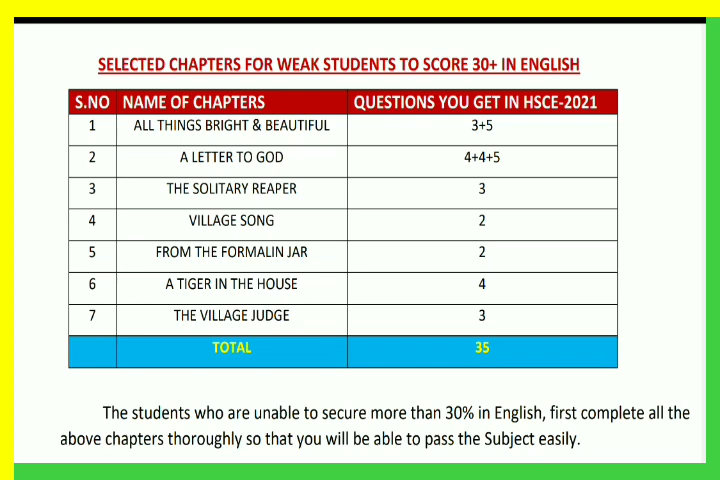 SELECTED CHAPTERS FOR WEAK STUDENTS TO SCORE 30+ IN ENGLISH
S.NO NAME OF CHAPTERS QUESTIONS YOU GET IN HSCE-2021
1 ALL THINGS BRIGHT & BEAUTIFUL 3+5
2 A LETTER TO GOD 4+4+5
3 THE SOLITARY REAPER 3
4 VILLAGE SONG 2
5 FROM THE FORMALIN JAR 2
6 A TIGER IN THE HOUSE 4
7 THE VILLAGE JUDGE 3
TOTAL 35
The students who are unable to secure more than 30% in English, first complete all the
above chapters thoroughly so that you will be able to pass the Subject easily.